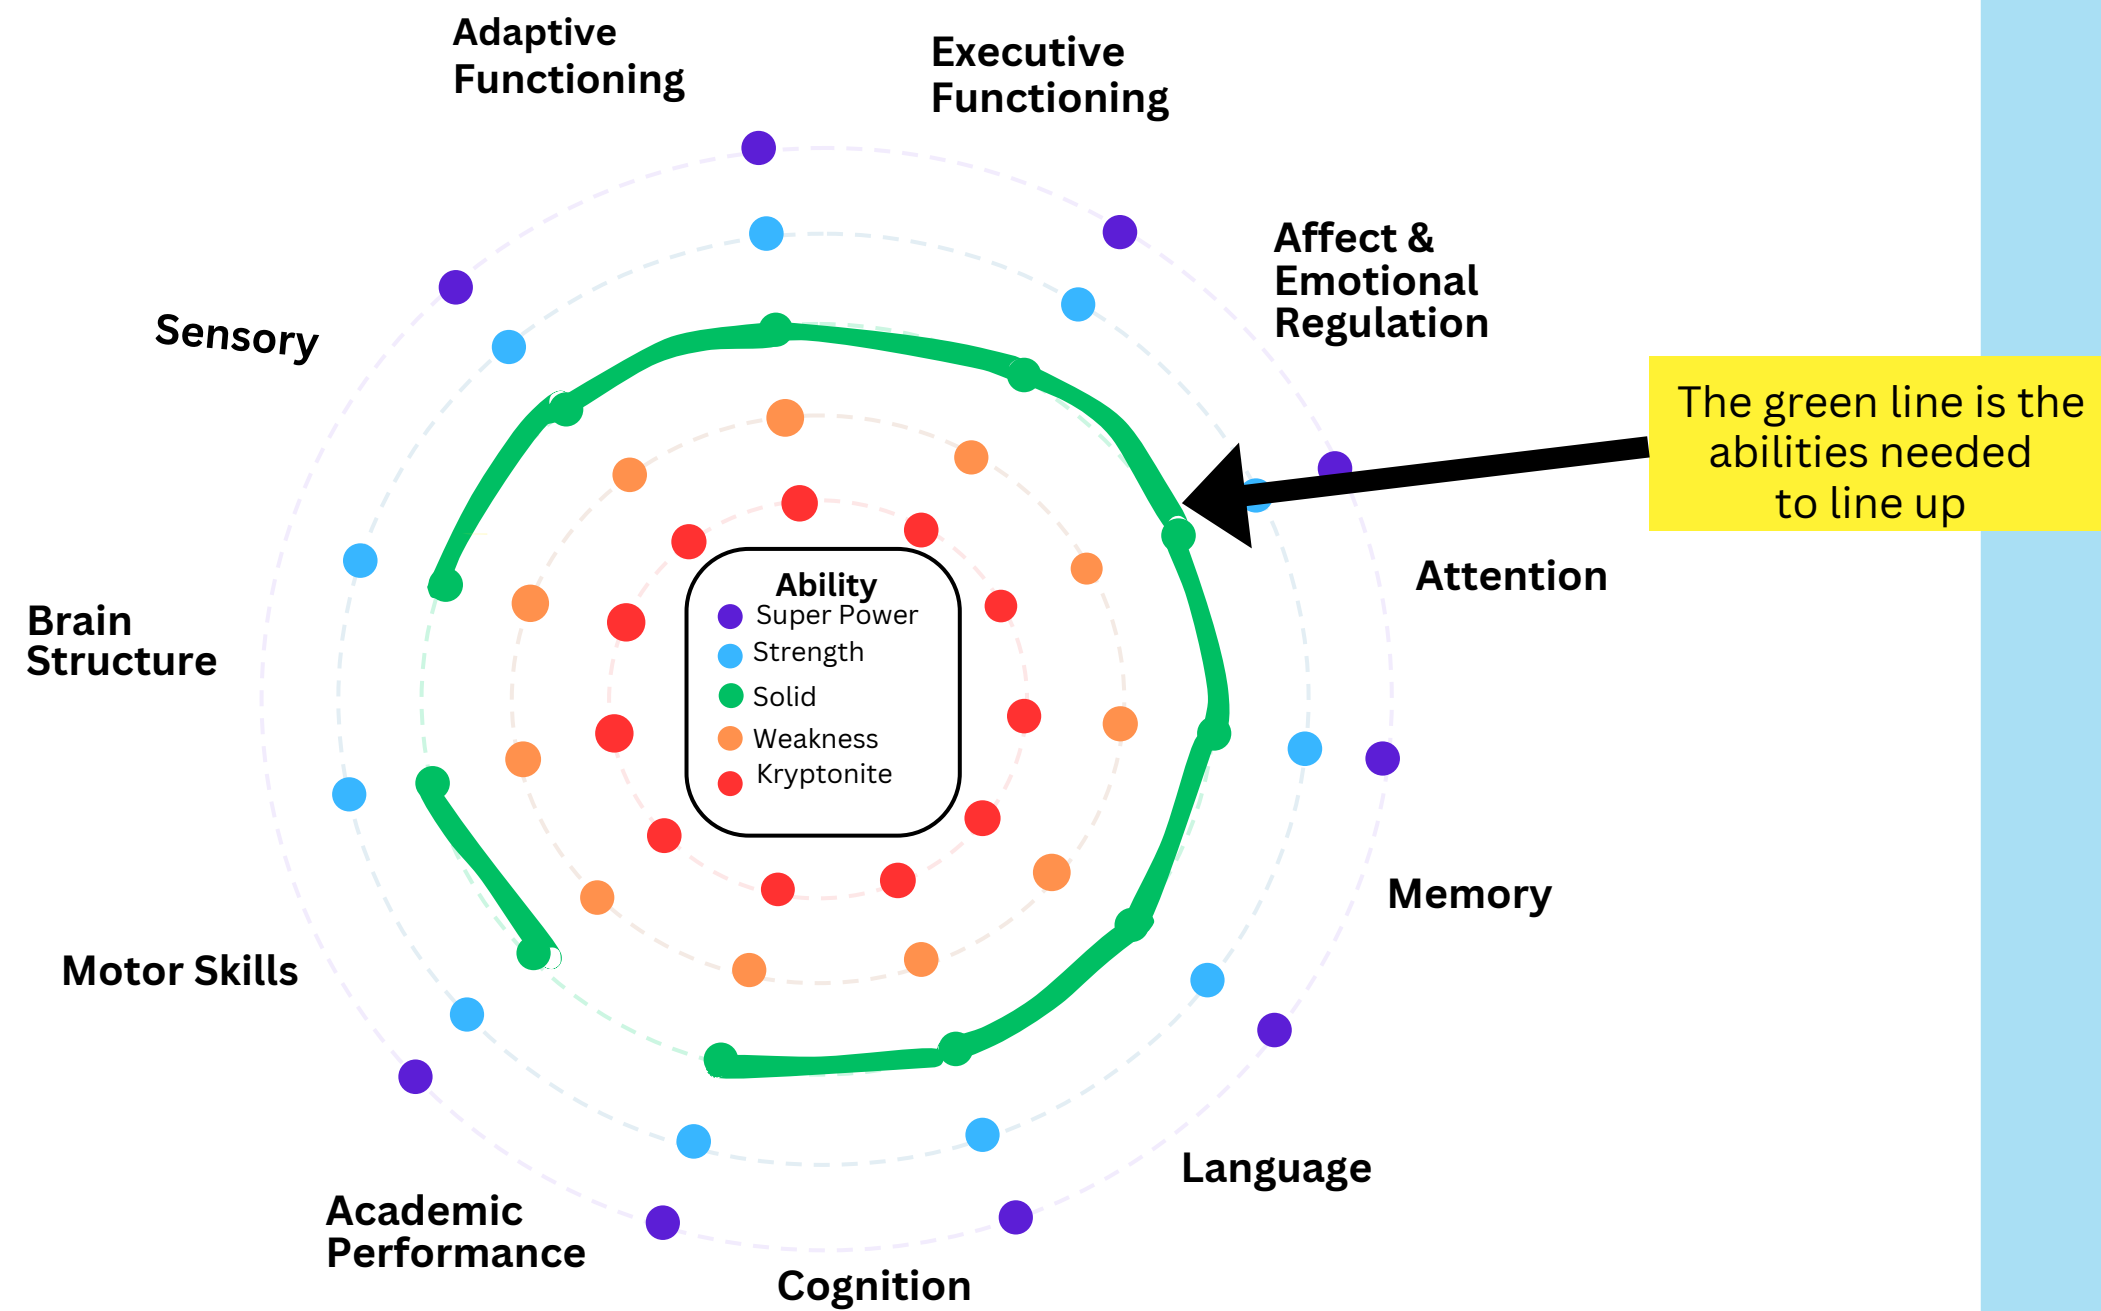 Adaptive
Functioning
Executive
Functioning
Affect &
Emotional
Regulation
Sensory
The green line is the
abilities needed
to line up
Attention
Brain
Structure
Ability
Super Power
Strength
Solid
Weakness
Kryptonite
Memory
Motor Skills
Language
Academic
Performance
Cognition